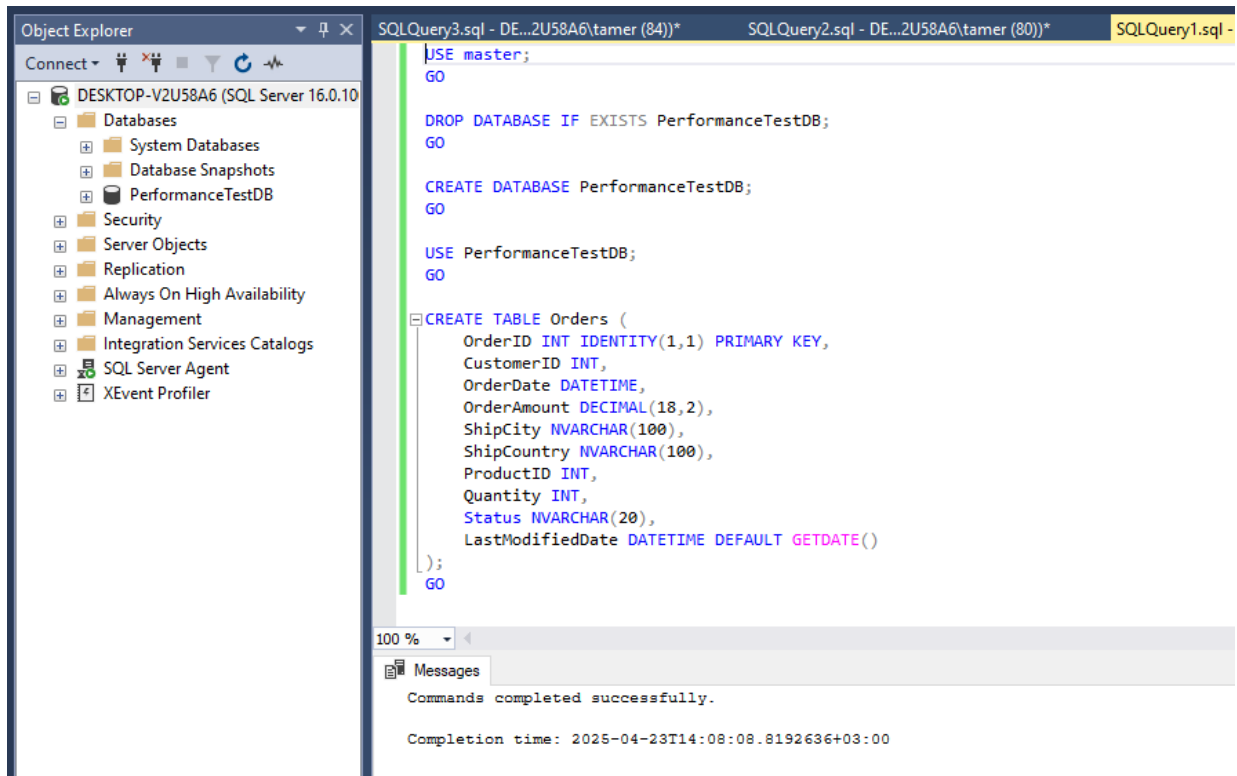 Object Explorer
Connect
DESKTOP-V2U58A6 (SQL Server 16.0.10
Databases
System Databases
Database Snapshots
PerformanceTestDB
Security
Server Objects
Replication
Always On High Availability
Management
Integration Services Catalogs
SQL Server Agent
XEvent Profiler
SQLQuery3.sql - DE...2U58A6\tamer (84))* SQLQuery2.sql - DE...2U58A6\tamer (80))* SQLQuery1.sql -
USE master;
GO
DROP DATABASE IF EXISTS PerformanceTestDB;
GO
CREATE DATABASE PerformanceTestDB;
GO
USE PerformanceTestDB;
GO
CREATE TABLE Orders (
OrderID INT IDENTITY(1,1) PRIMARY KEY,
CustomerID INT,
OrderDate DATETIME,
OrderAmount DECIMAL(18,2),
ShipCity NVARCHAR(100),
ShipCountry NVARCHAR(100),
ProductID INT,
Quantity INT,
Status NVARCHAR(20),
LastModifiedDate DATETIME DEFAULT GETDATE()
);
GO
100 %
Messages
Commands completed successfully.
Completion time: 2025-04-23T14:08:08.8192636+03:00